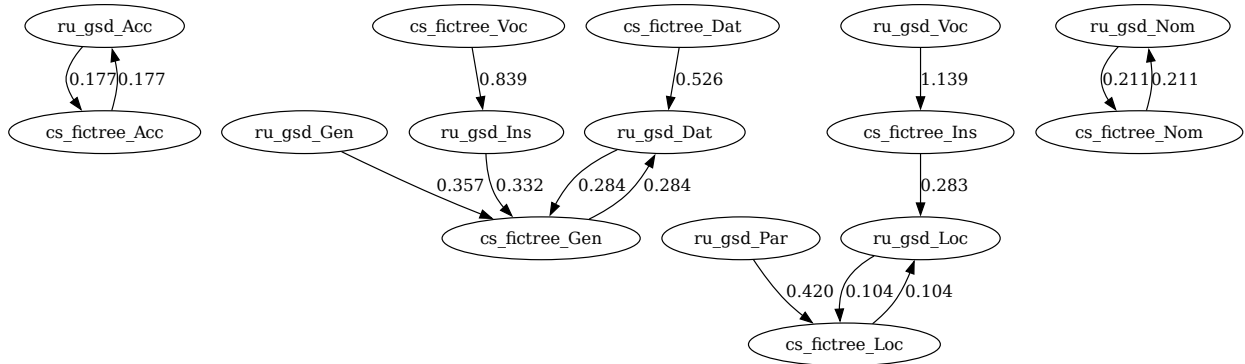 ru_gsd_Acc
cs_fictree_Voc
cs_fictree_Dat
ru_gsd_Voc
ru_gsd_Nom
0.177
0.177
0.839
0.526
1.139
0.211
0.211
cs_fictree_Acc
ru_gsd_Gen
ru_gsd_Ins
ru_gsd_Dat
cs_fictree_Ins
cs_fictree_Nom
0.357
0.332
0.284
0.284
0.283
cs_fictree_Gen
ru_gsd_Par
ru_gsd_Loc
0.420
0.104
0.104
cs_fictree_Loc